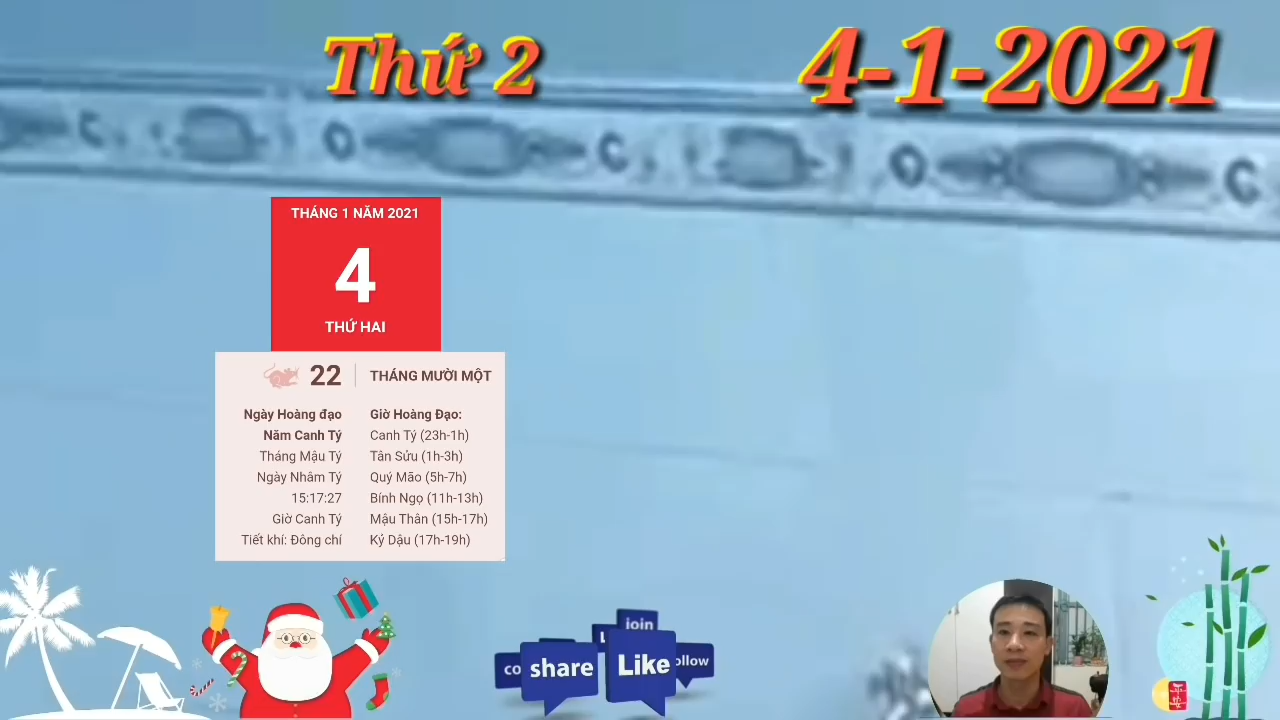 Thứ 2
4-1-2021
THÁNG 1 NĂM 2021
4
THỨ HAI
22
THÁNG MƯỜI MỘT
Ngày Hoàng đạo
Năm Canh Tý
Tháng Mậu Tý
Ngày Nhâm Tý
15:17:27
Giờ Canh Tý
Tiết khí: Đông chí
Giờ Hoàng Đạo:
Canh Tý (23h-1h)
Tân Sửu (1h-3h)
Quý Mão (5h-7h)
Bính Ngọ (11h-13h)
Mậu Thân (15h-17h)
Kỷ Dậu (17h-19h)
join
co
share
Like
ollow